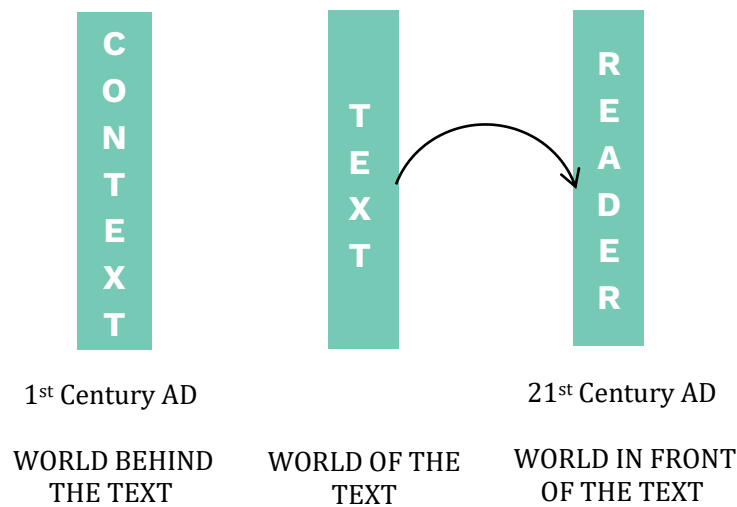 CONTEXT
TEXT
READER
1st Century AD
21st Century AD
WORLD BEHIND
THE TEXT
WORLD OF THE
TEXT
WORLD IN FRONT
OF THE TEXT